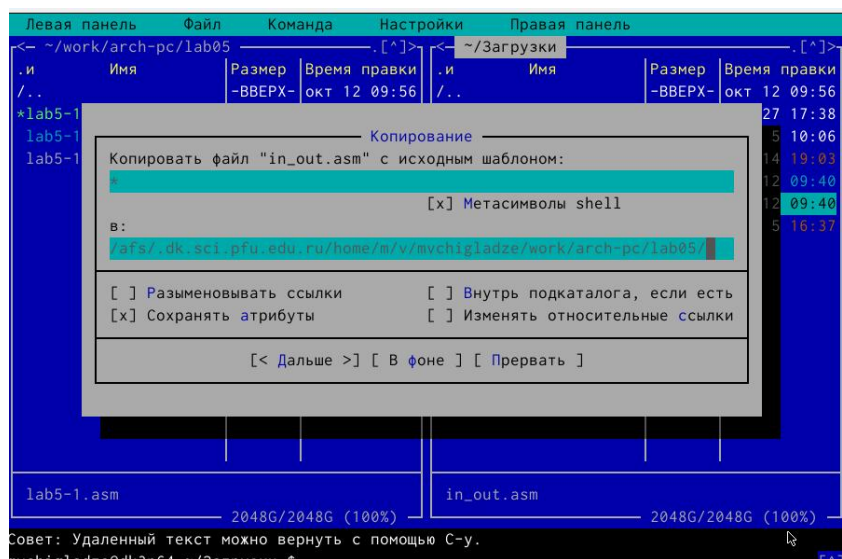 Левая панель Файл Команда Настройки Правая панель
<— ~/work/arch-pc/lab05 .[^]> <— ~/Загрузки .[^]>
.и Имя Размер Время правки .и Имя Размер Время правки
/.. -ВВЕРХ- окт 12 09:56 /.. -ВВЕРХ- окт 12 09:56
*lab5-1 27 17:38
lab5-1 5 10:06
lab5-1 14 19:03
12 09:40
12 09:40
5 16:37
Копирование
Копировать файл "in_out.asm" с исходным шаблоном:
*
[x] Метасимволы shell
в:
/afs/.dk.sci.pfu.edu.ru/home/m/v/mvchigladze/work/arch-pc/lab05/
[ ] Разыменовывать ссылки [ ] Внутрь подкаталога, если есть
[x] Сохранять атрибуты [ ] Изменять относительные ссылки
[< Дальше >] [ В фоне ] [ Прервать ]
lab5-1.asm in_out.asm
2048G/2048G (100%) 2048G/2048G (100%)
Совет: Удаленный текст можно вернуть с помощью C-y.